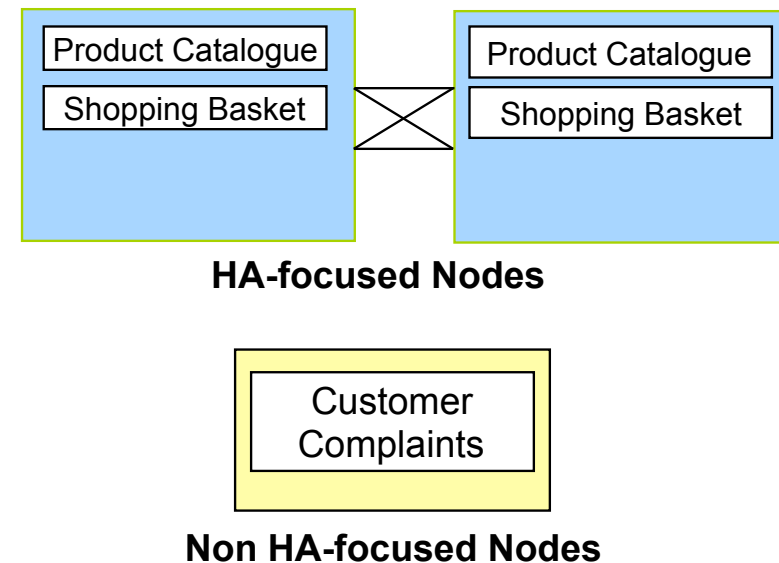 Product Catalogue
Shopping Basket
Product Catalogue
Shopping Basket
HA-focused Nodes
Customer
Complaints
Non HA-focused Nodes